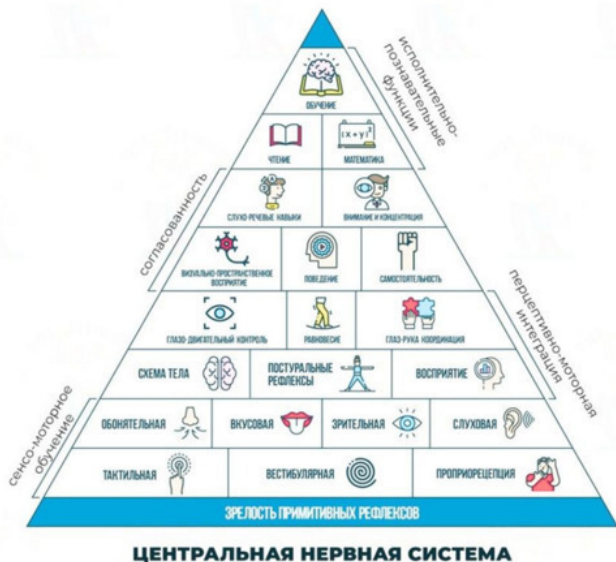 исполнительно-
познавательные
функции
ОБУЧЕНИЕ
ЧТЕНИЕ
МАТЕМАТИКА
(x+y)²
согласованность
СЛУХО-РЕЧЕВЫЕ НАВЫКИ
ВНИМАНИЕ И КОНЦЕНТРАЦИЯ
ВИЗУАЛЬНО-ПРОСТРАНСТВЕННОЕ
ВОСПРИЯТИЕ
ПОВЕДЕНИЕ
САМОСТОЯТЕЛЬНОСТЬ
перцептивно-моторная
интеграция
ГЛАЗО-ДВИГАТЕЛЬНЫЙ КОНТРОЛЬ
РАВНОВЕСИЕ
ГЛАЗ-РУКА КООРДИНАЦИЯ
СХЕМА ТЕЛА
ПОСТУРАЛЬНЫЕ
РЕФЛЕКСЫ
ВОСПРИЯТИЕ
сенсо-моторное
обучение
ОБОНЯТЕЛЬНАЯ
ВКУСОВАЯ
ЗРИТЕЛЬНАЯ
СЛУХОВАЯ
ТАКТИЛЬНАЯ
ВЕСТИБУЛЯРНАЯ
ПРОПРИОРЕЦЕПЦИЯ
ЗРЕЛОСТЬ ПРИМИТИВНЫХ РЕФЛЕКСОВ
ЦЕНТРАЛЬНАЯ НЕРВНАЯ СИСТЕМА